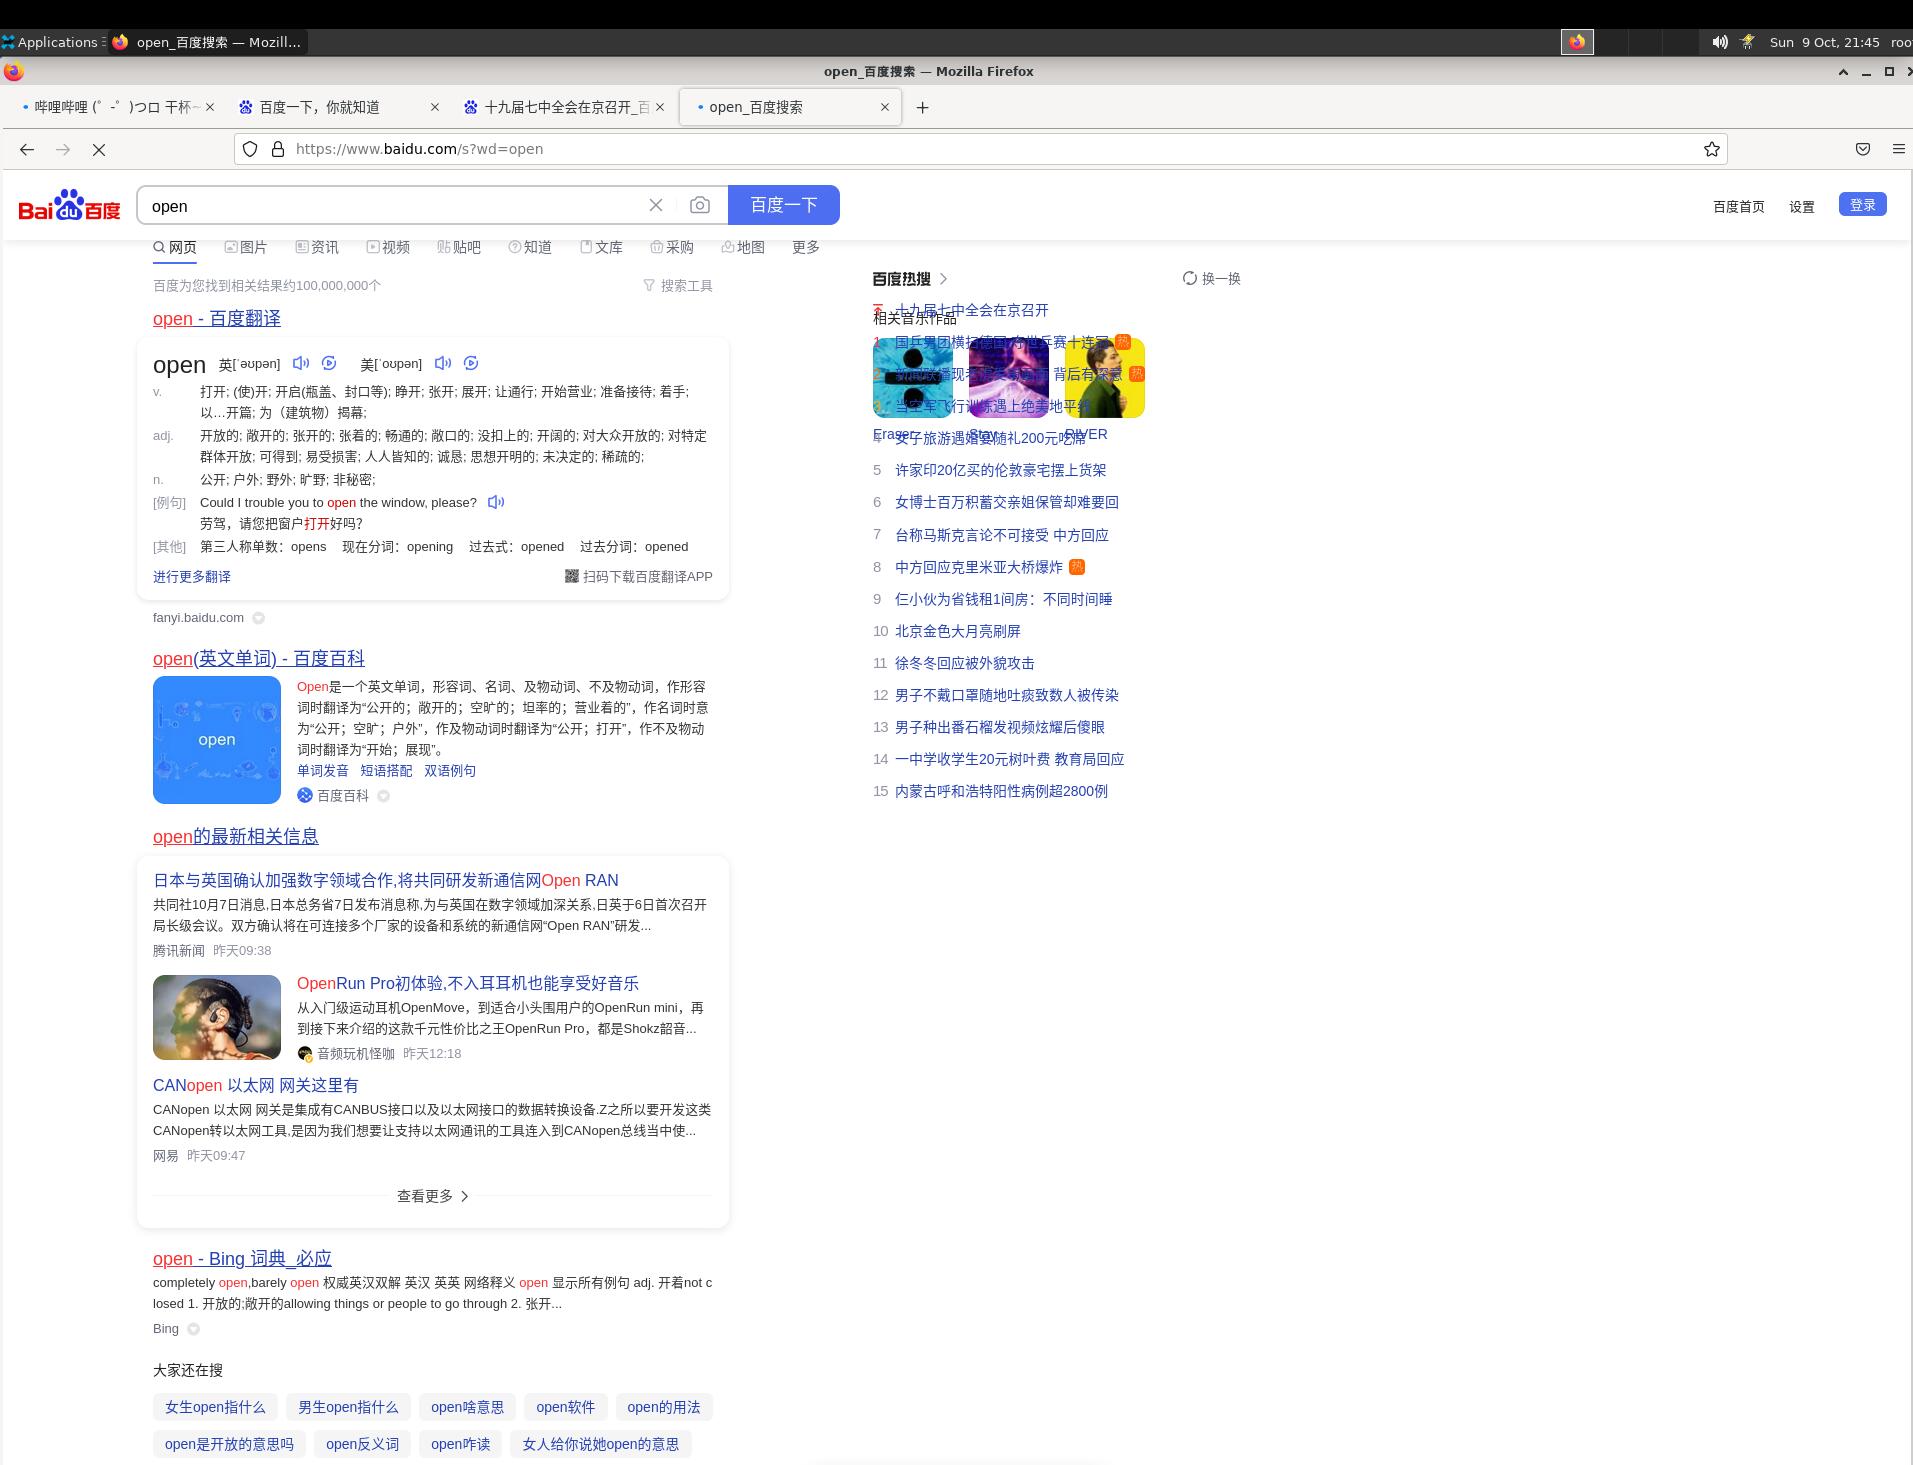 Applications
open_百度搜索 — Mozill...
Sun 9 Oct, 21:45
roo
open_百度搜索 — Mozilla Firefox
哔哩哔哩 (゜-゜)つロ 干杯~
百度一下，你就知道
十九届七中全会在京召开_百
open_百度搜索
https://www.baidu.com/s?wd=open
Bai du 百度
open
百度一下
百度首页 设置 登录
网页 图片 资讯 视频 贴吧 知道 文库 采购 地图 更多
百度为您找到相关结果约100,000,000个
搜索工具
open - 百度翻译
open 英[ˈəʊpən] 美[ˈoʊpən]
v. 打开; (使)开; 开启(瓶盖、封口等); 睁开; 张开; 展开; 让通行; 开始营业; 准备接待; 着手;
以…开篇; 为（建筑物）揭幕;
adj. 开放的; 敞开的; 张开的; 张着的; 畅通的; 敞口的; 没扣上的; 开阔的; 对大众开放的; 对特定
群体开放; 可得到; 易受损害; 人人皆知的; 诚恳; 思想开明的; 未决定的; 稀疏的;
n. 公开; 户外; 野外; 旷野; 非秘密;
[例句] Could I trouble you to open the window, please?
劳驾，请您把窗户打开好吗？
[其他] 第三人称单数：opens 现在分词：opening 过去式：opened 过去分词：opened
进行更多翻译
扫码下载百度翻译APP
fanyi.baidu.com
open(英文单词) - 百度百科
open
Open是一个英文单词，形容词、名词、及物动词、不及物动词，作形容
词时翻译为“公开的；敞开的；空旷的；坦率的；营业着的”，作名词时意
为“公开；空旷；户外”，作及物动词时翻译为“公开；打开”，作不及物动
词时翻译为“开始；展现”。
单词发音 短语搭配 双语例句
百度百科
open的最新相关信息
日本与英国确认加强数字领域合作,将共同研发新通信网Open RAN
共同社10月7日消息,日本总务省7日发布消息称,为与英国在数字领域加深关系,日英于6日首次召开
局长级会议。双方确认将在可连接多个厂家的设备和系统的新通信网“Open RAN”研发...
腾讯新闻 昨天09:38
OpenRun Pro初体验,不入耳耳机也能享受好音乐
从入门级运动耳机OpenMove，到适合小头围用户的OpenRun mini，再
到接下来介绍的这款千元性价比之王OpenRun Pro，都是Shokz韶音...
音频玩机怪咖 昨天12:18
CANopen 以太网 网关这里有
CANopen 以太网 网关是集成有CANBUS接口以及以太网接口的数据转换设备.Z之所以要开发这类
CANopen转以太网工具,是因为我们想要让支持以太网通讯的工具连入到CANopen总线当中使...
网易 昨天09:47
查看更多
open - Bing 词典_必应
completely open,barely open 权威英汉双解 英汉 英英 网络释义 open 显示所有例句 adj. 开着not c
losed 1. 开放的;敞开的allowing things or people to go through 2. 张开...
Bing
大家还在搜
女生open指什么 男生open指什么 open啥意思 open软件 open的用法
open是开放的意思吗 open反义词 open咋读 女人给你说她open的意思
百度热搜
换一换
十九届七中全会在京召开
相关音乐作品
1 国乒男团横扫德国 夺世乒赛十连冠 热
2 背后有深意 热
3 当空军飞行训练遇上绝美地平线
Eraser Stay RIVER
4 女子旅游遇婚宴随礼200元吃席
5 许家印20亿买的伦敦豪宅摆上货架
6 女博士百万积蓄交亲姐保管却难要回
7 台称马斯克言论不可接受 中方回应
8 中方回应克里米亚大桥爆炸 热
9 仨小伙为省钱租1间房：不同时间睡
10 北京金色大月亮刷屏
11 徐冬冬回应被外貌攻击
12 男子不戴口罩随地吐痰致数人被传染
13 男子种出番石榴发视频炫耀后傻眼
14 一中学收学生20元树叶费 教育局回应
15 内蒙古呼和浩特阳性病例超2800例